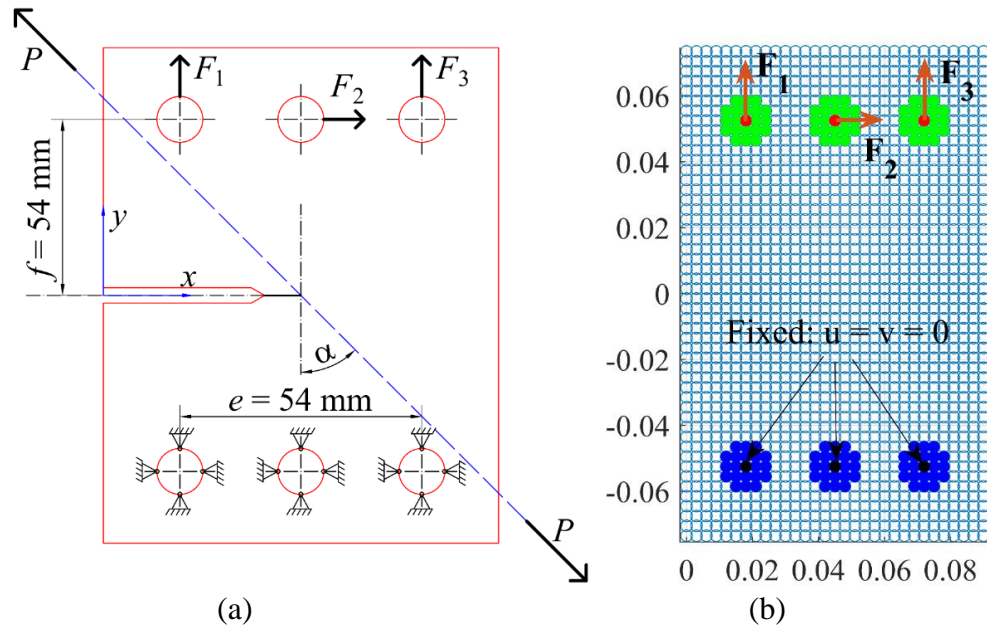 P
F1
F2
F3
f = 54 mm
y
x
α
e = 54 mm
P
(a)
F1
F3
F2
0.06
0.04
0.02
0
-0.02
-0.04
-0.06
Fixed: u = v = 0
0 0.02 0.04 0.06 0.08
(b)